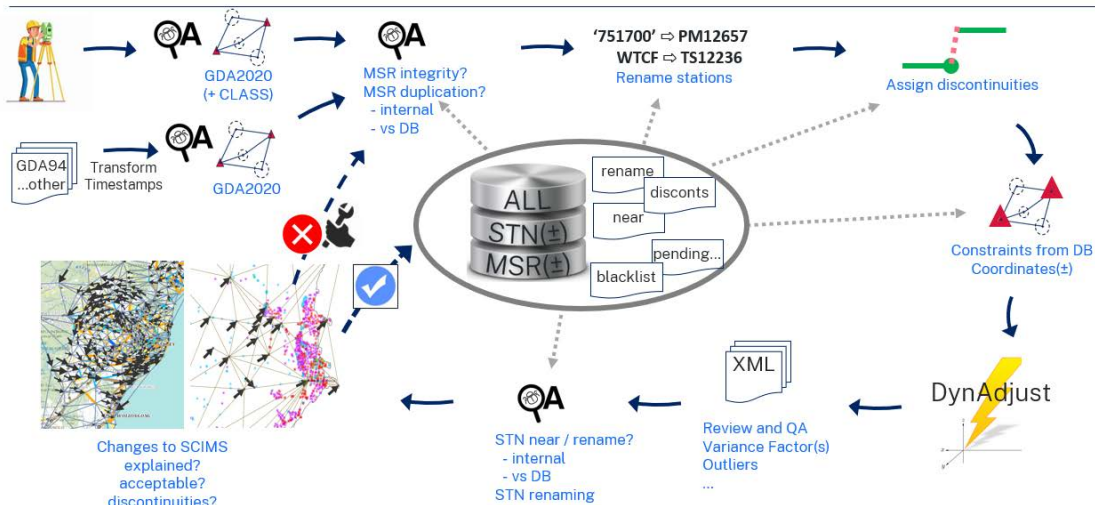 QA
GDA2020
(+ CLASS)
QA
MSR integrity?
MSR duplication?
- internal
- vs DB
‘751700’ ⇨ PM12657
WTCF ⇨ TS12236
Rename stations
Assign discontinuities
GDA94
...other
Transform
Timestamps
QA
GDA2020
ALL
STN(±)
MSR(±)
rename
disconts
near
pending...
blacklist
Constraints from DB
Coordinates(±)
DynAdjust
XML
Review and QA
Variance Factor(s)
Outliers
...
QA
STN near / rename?
- internal
- vs DB
STN renaming
Changes to SCIMS
explained?
acceptable?
discontinuities?